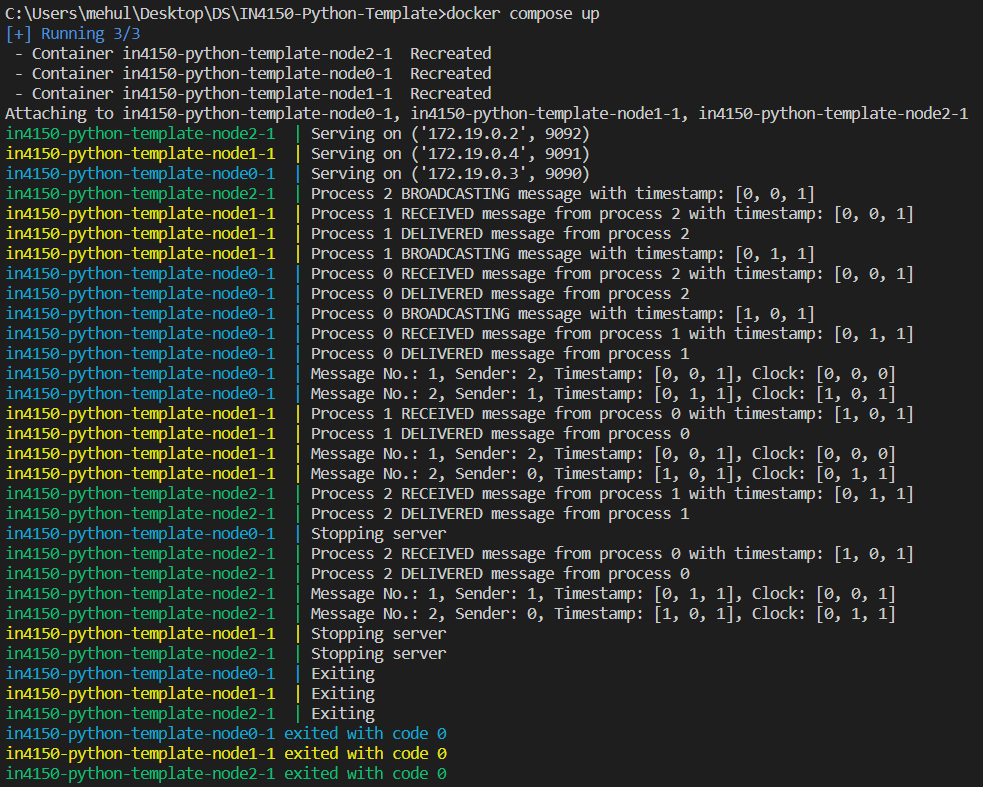 C:\Users\mehul\Desktop\DS\IN4150-Python-Template>docker compose up
[+] Running 3/3
 - Container in4150-python-template-node2-1  Recreated
 - Container in4150-python-template-node0-1  Recreated
 - Container in4150-python-template-node1-1  Recreated
Attaching to in4150-python-template-node0-1, in4150-python-template-node1-1, in4150-python-template-node2-1
in4150-python-template-node2-1  | Serving on ('172.19.0.2', 9092)
in4150-python-template-node1-1  | Serving on ('172.19.0.4', 9091)
in4150-python-template-node0-1  | Serving on ('172.19.0.3', 9090)
in4150-python-template-node2-1  | Process 2 BROADCASTING message with timestamp: [0, 0, 1]
in4150-python-template-node1-1  | Process 1 RECEIVED message from process 2 with timestamp: [0, 0, 1]
in4150-python-template-node1-1  | Process 1 DELIVERED message from process 2
in4150-python-template-node1-1  | Process 1 BROADCASTING message with timestamp: [0, 1, 1]
in4150-python-template-node0-1  | Process 0 RECEIVED message from process 2 with timestamp: [0, 0, 1]
in4150-python-template-node0-1  | Process 0 DELIVERED message from process 2
in4150-python-template-node0-1  | Process 0 BROADCASTING message with timestamp: [1, 0, 1]
in4150-python-template-node0-1  | Process 0 RECEIVED message from process 1 with timestamp: [0, 1, 1]
in4150-python-template-node0-1  | Process 0 DELIVERED message from process 1
in4150-python-template-node0-1  | Message No.: 1, Sender: 2, Timestamp: [0, 0, 1], Clock: [0, 0, 0]
in4150-python-template-node0-1  | Message No.: 2, Sender: 1, Timestamp: [0, 1, 1], Clock: [1, 0, 1]
in4150-python-template-node1-1  | Process 1 RECEIVED message from process 0 with timestamp: [1, 0, 1]
in4150-python-template-node1-1  | Process 1 DELIVERED message from process 0
in4150-python-template-node1-1  | Message No.: 1, Sender: 2, Timestamp: [0, 0, 1], Clock: [0, 0, 0]
in4150-python-template-node1-1  | Message No.: 2, Sender: 0, Timestamp: [1, 0, 1], Clock: [0, 1, 1]
in4150-python-template-node2-1  | Process 2 RECEIVED message from process 1 with timestamp: [0, 1, 1]
in4150-python-template-node2-1  | Process 2 DELIVERED message from process 1
in4150-python-template-node0-1  | Stopping server
in4150-python-template-node2-1  | Process 2 RECEIVED message from process 0 with timestamp: [1, 0, 1]
in4150-python-template-node2-1  | Process 2 DELIVERED message from process 0
in4150-python-template-node2-1  | Message No.: 1, Sender: 1, Timestamp: [0, 1, 1], Clock: [0, 0, 1]
in4150-python-template-node2-1  | Message No.: 2, Sender: 0, Timestamp: [1, 0, 1], Clock: [0, 1, 1]
in4150-python-template-node1-1  | Stopping server
in4150-python-template-node2-1  | Stopping server
in4150-python-template-node0-1  | Exiting
in4150-python-template-node1-1  | Exiting
in4150-python-template-node2-1  | Exiting
in4150-python-template-node0-1 exited with code 0
in4150-python-template-node1-1 exited with code 0
in4150-python-template-node2-1 exited with code 0